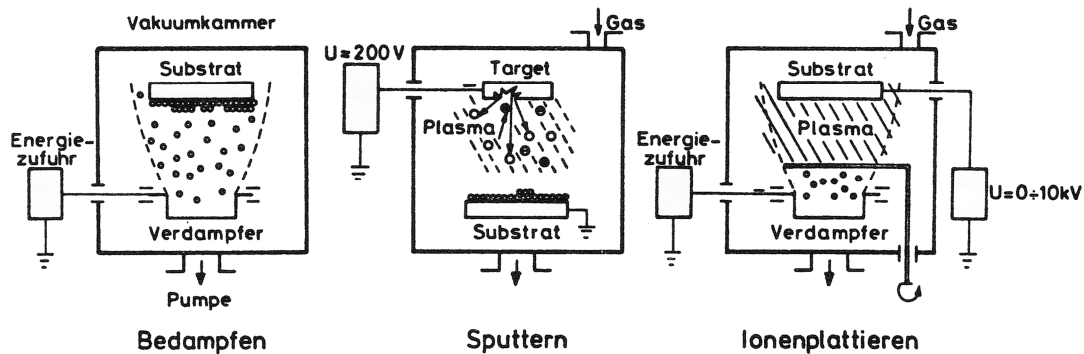 Vakuumkammer
Substrat
Energie-
zufuhr
Verdampfer
Pumpe
Bedampfen
Gas
U≈200V
Target
Plasma
Substrat
Sputtern
Gas
Substrat
Plasma
Energie-
zufuhr
U=0÷10kV
Verdampfer
Ionenplattieren